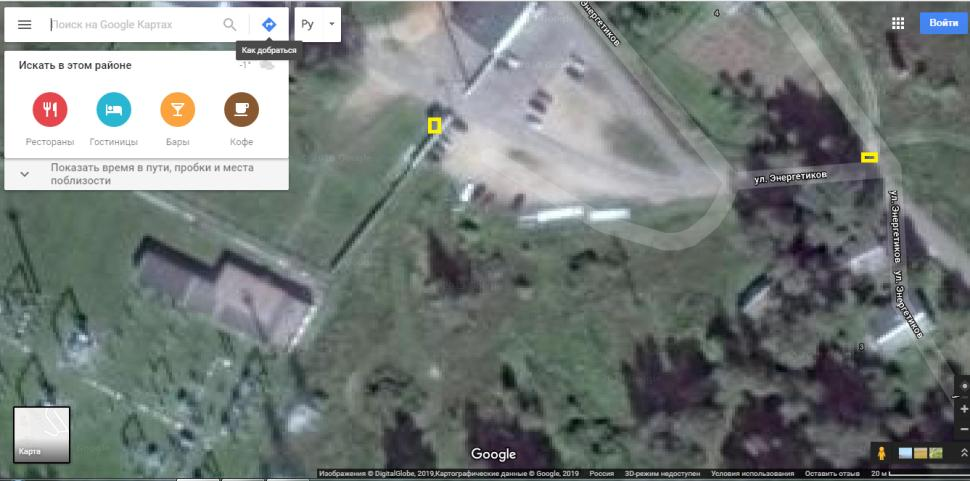 Поиск на Google Картах
Ру
Войти
Как добраться
Искать в этом районе
-1°
Рестораны
Гостиницы
Бары
Кофе
Показать время в пути, пробки и места
поблизости
Энергетиков
4
ул. Энергетиков
ул. Энергетиков
ул. Энергетиков
3
Карта
Google
Изображения © DigitalGlobe, 2019,Картографические данные © Google, 2019 Россия 3D-режим недоступен Условия использования Оставить отзыв 20 м